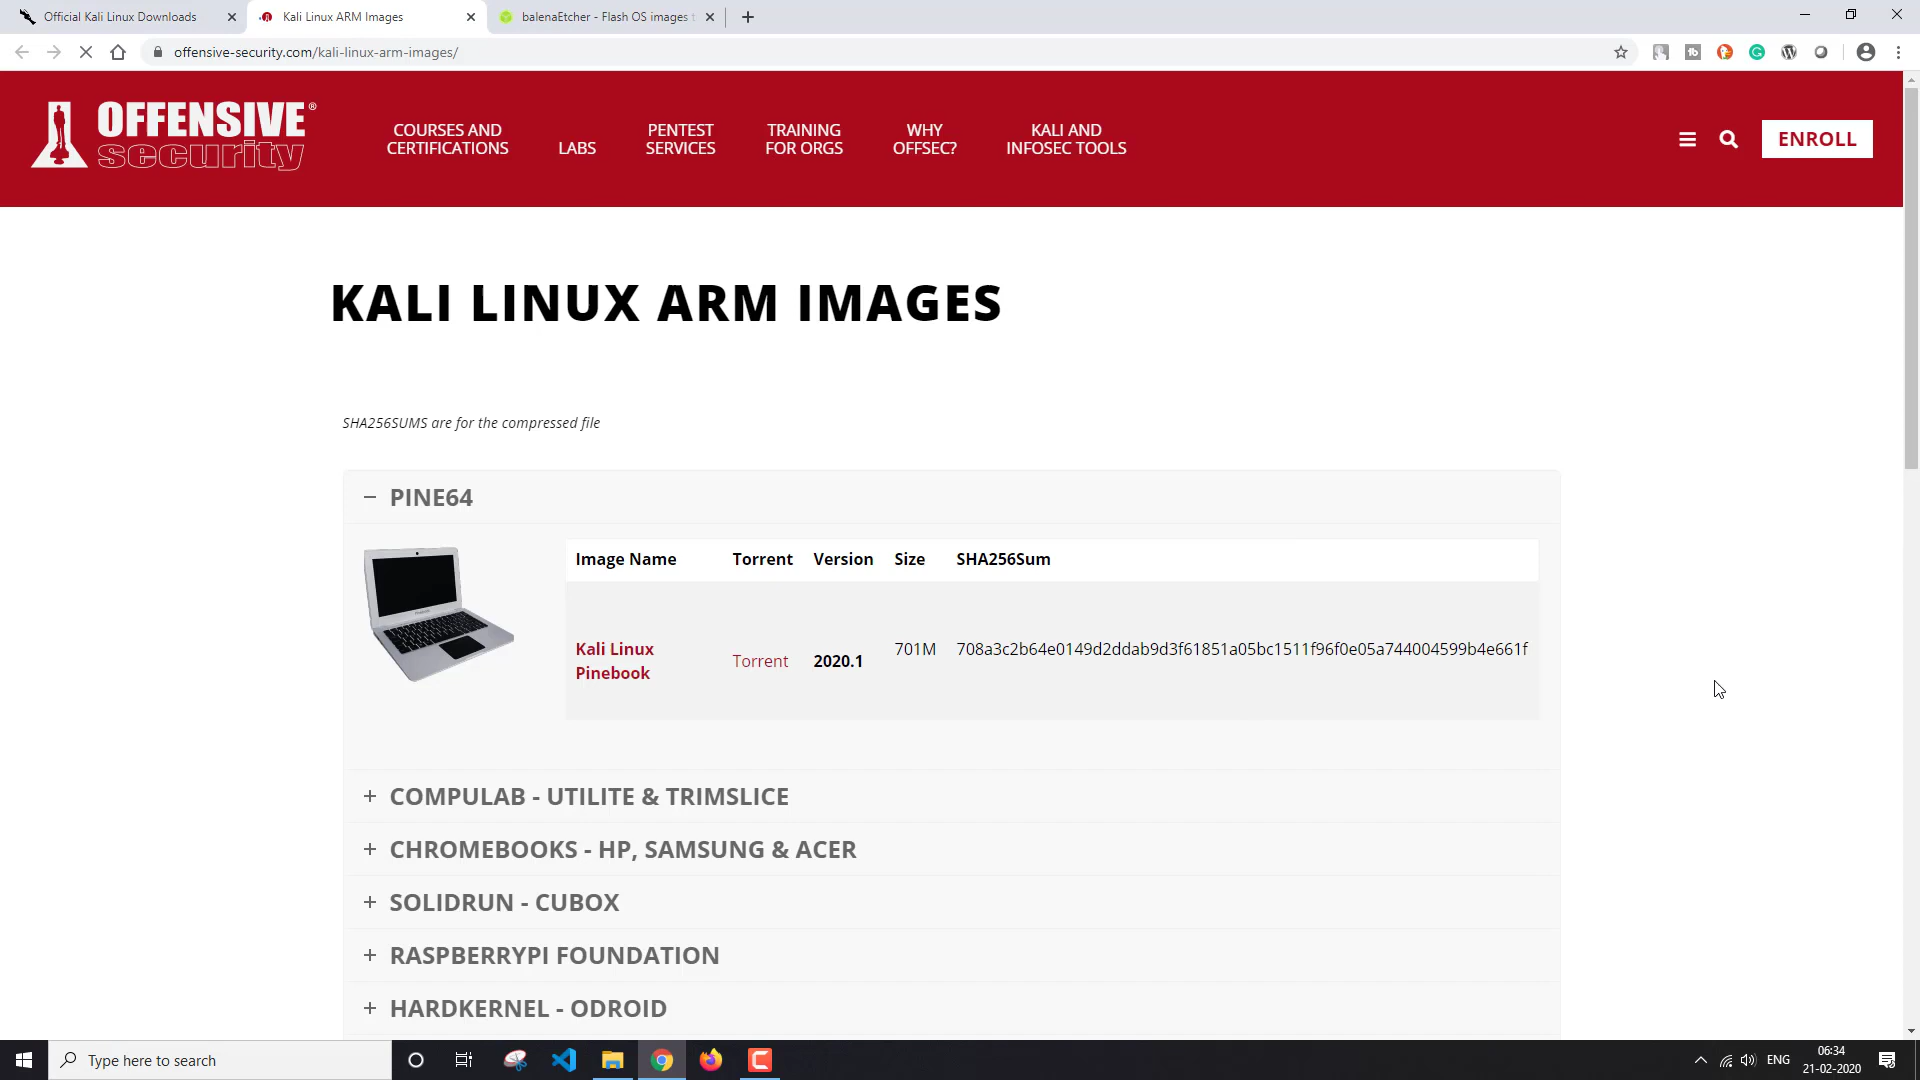 Official Kali Linux Downloads
Kali Linux ARM Images
balenaEtcher - Flash OS images t
offensive-security.com/kali-linux-arm-images/
OFFENSIVE®
security
COURSES AND
CERTIFICATIONS
LABS
PENTEST
SERVICES
TRAINING
FOR ORGS
WHY
OFFSEC?
KALI AND
INFOSEC TOOLS
ENROLL
KALI LINUX ARM IMAGES
SHA256SUMS are for the compressed file
− PINE64
Image Name Torrent Version Size SHA256Sum
Kali Linux
Pinebook
Torrent 2020.1 701M 708a3c2b64e0149d2ddab9d3f61851a05bc1511f96f0e05a744004599b4e661f
+ COMPULAB - UTILITE & TRIMSLICE
+ CHROMEBOOKS - HP, SAMSUNG & ACER
+ SOLIDRUN - CUBOX
+ RASPBERRYPI FOUNDATION
+ HARDKERNEL - ODROID
Type here to search
ENG
06:34
21-02-2020